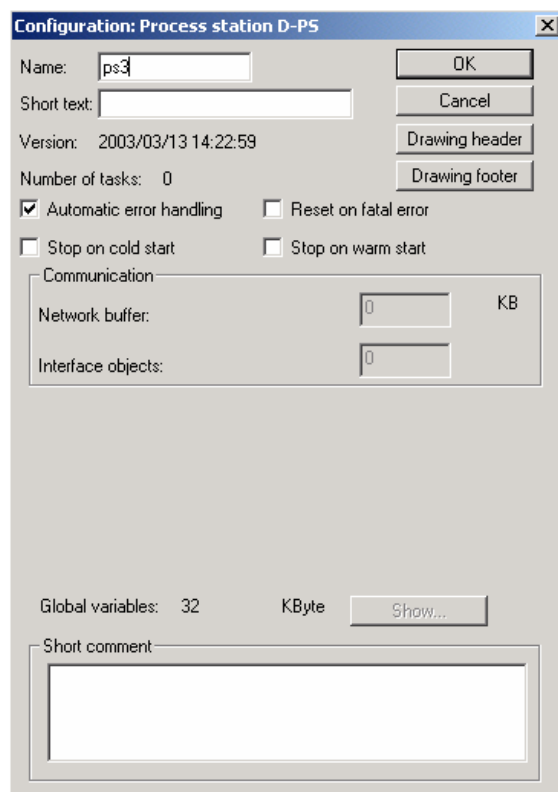 Configuration: Process station D-PS
Name: ps3
OK
Short text:
Cancel
Version: 2003/03/13 14:22:59
Drawing header
Number of tasks: 0
Drawing footer
Automatic error handling
Reset on fatal error
Stop on cold start
Stop on warm start
Communication
Network buffer: 0 KB
Interface objects: 0
Global variables: 32 KByte
Show...
Short comment